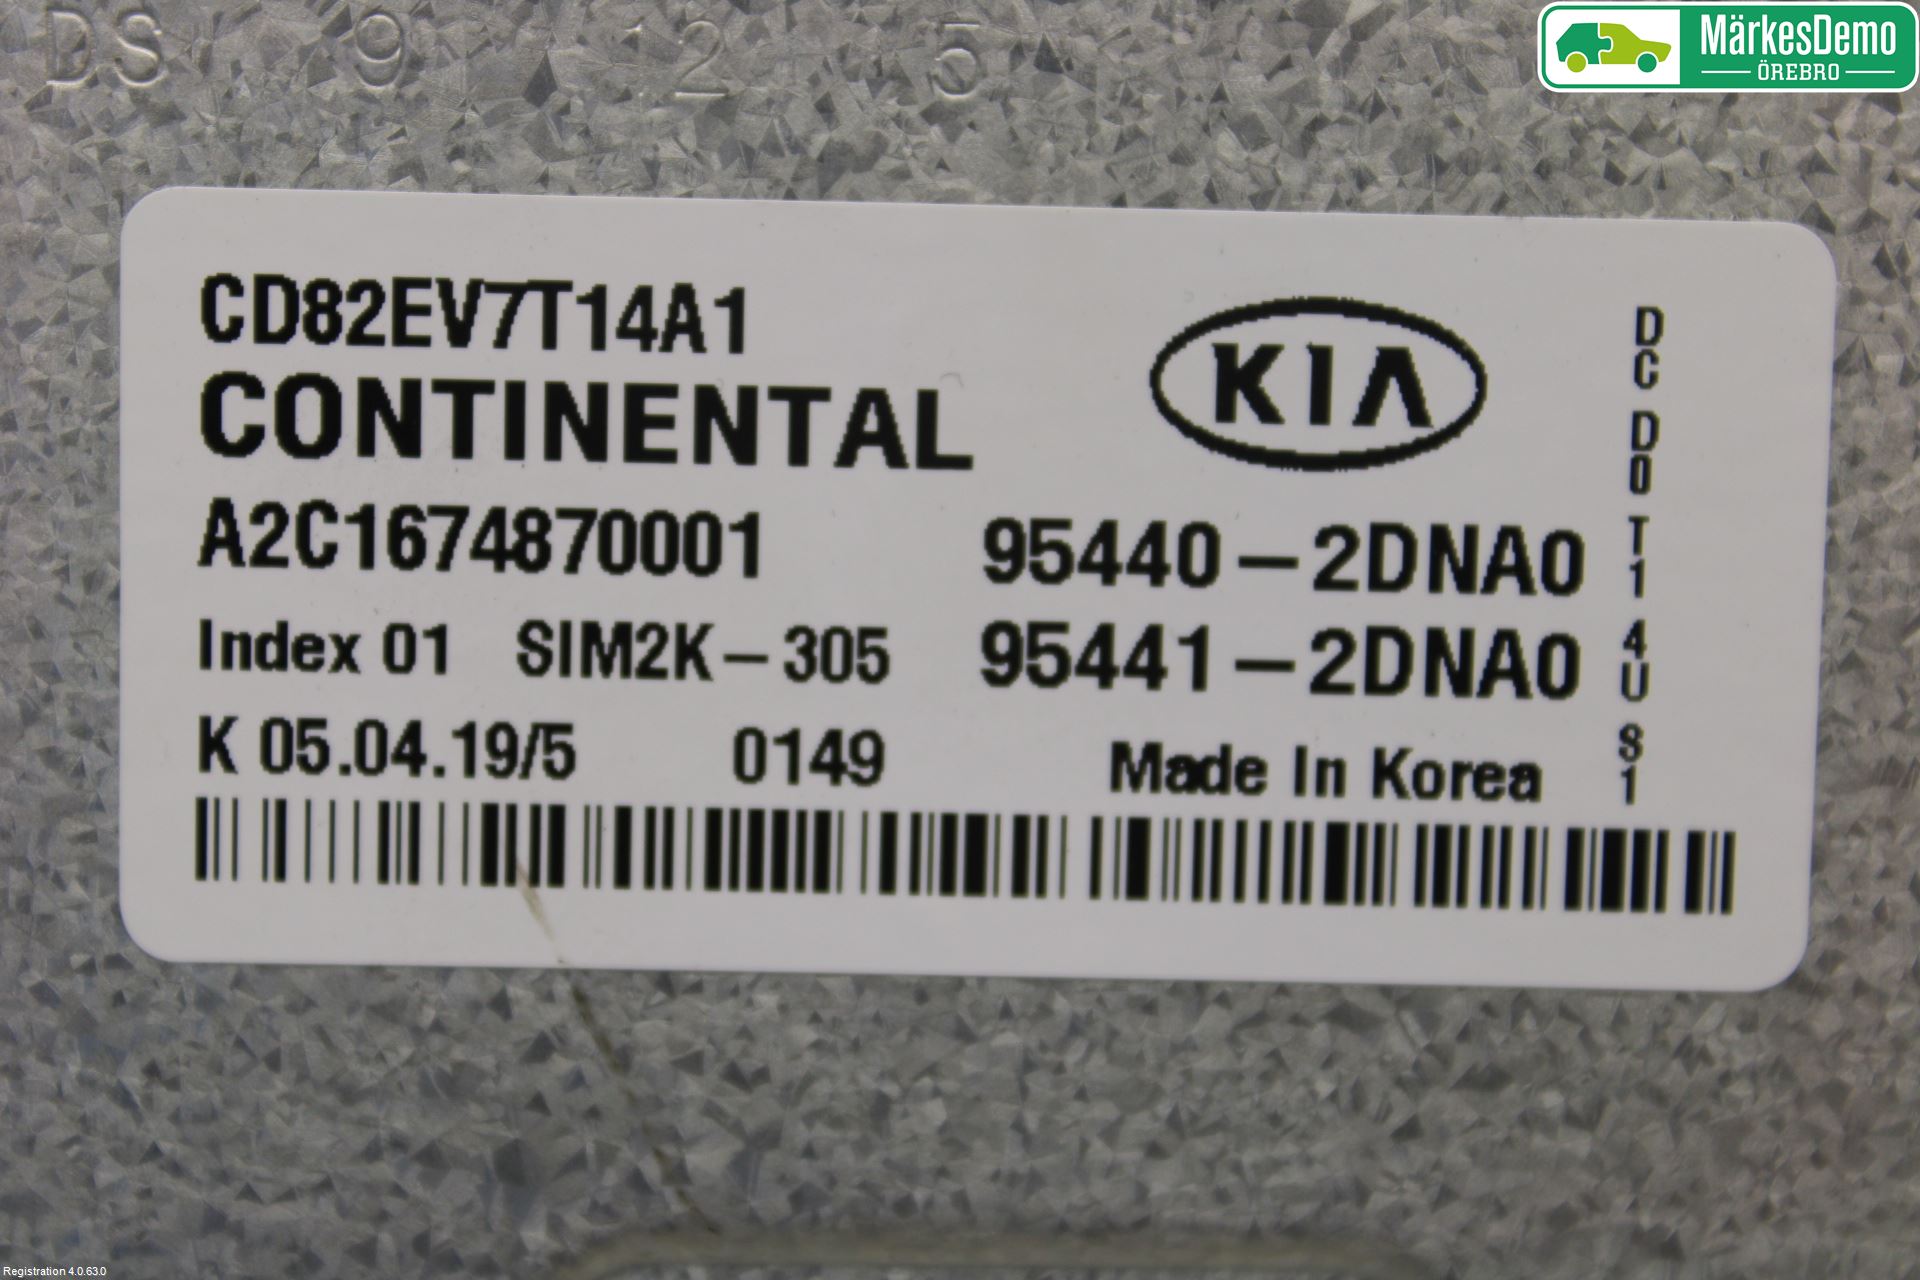 DS 9 12 5
MärkesDemo
ÖREBRO
CD82EV7T14A1
CONTINENTAL
KIA
A2C1674870001 95440-2DNA0
Index 01 SIM2K-305 95441-2DNA0
K 05.04.19/5 0149 Made In Korea
DC D0 T1 4U S1
Registration 4.0.63.0